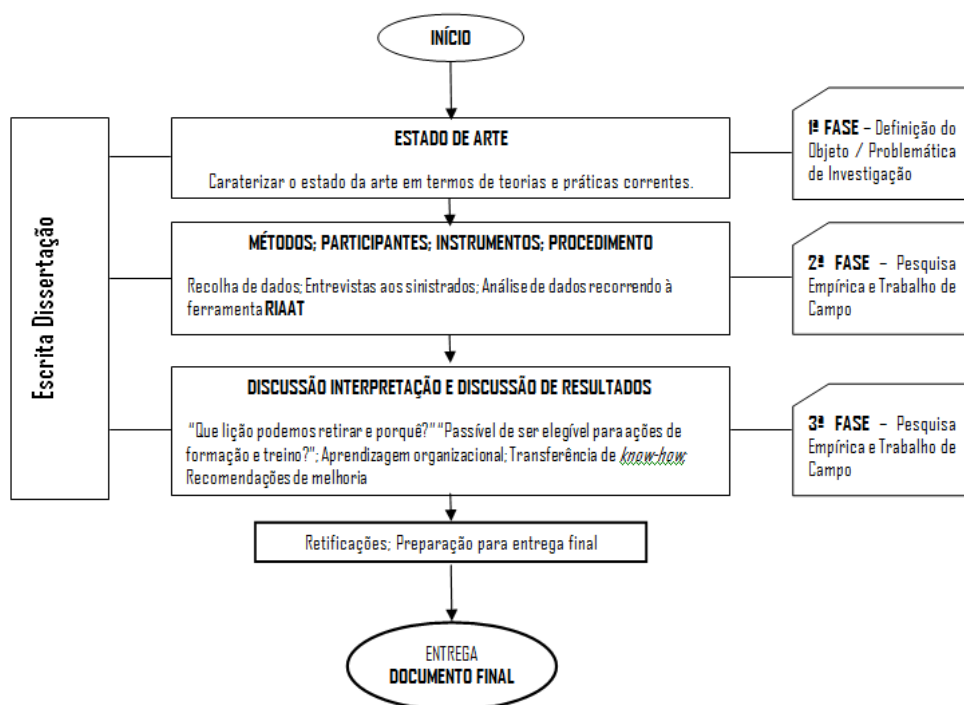 INÍCIO
Escrita Dissertação
ESTADO DE ARTE
Caraterizar o estado da arte em termos de teorias e práticas correntes.
1ª FASE – Definição do
Objeto / Problemática
de Investigação
MÉTODOS; PARTICIPANTES; INSTRUMENTOS; PROCEDIMENTO
Recolha de dados; Entrevistas aos sinistrados; Análise de dados recorrendo à
ferramenta RIAAT
2ª FASE – Pesquisa
Empírica e Trabalho de
Campo
DISCUSSÃO INTERPRETAÇÃO E DISCUSSÃO DE RESULTADOS
"Que lição podemos retirar e porquê?" "Passível de ser elegível para ações de
formação e treino?"; Aprendizagem organizacional; Transferência de know-how;
Recomendações de melhoria
3ª FASE – Pesquisa
Empírica e Trabalho de
Campo
Retificações; Preparação para entrega final
ENTREGA
DOCUMENTO FINAL